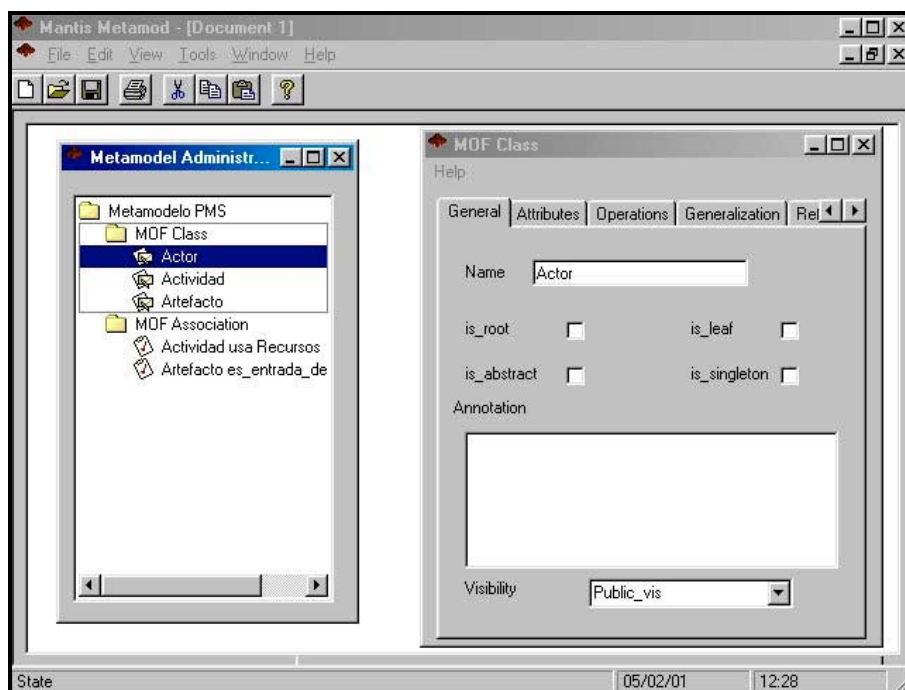 Mantis Metamod - [Document 1]
File Edit View Tools Window Help
Metamodel Administr...
Metamodelo PMS
MOF Class
Actor
Actividad
Artefacto
MOF Association
Actividad usa Recursos
Artefacto es_entrada_de
MOF Class
Help
General Attributes Operations Generalization Rel
Name Actor
is_root is_leaf
is_abstract is_singleton
Annotation
Visibility Public_vis
State 05/02/01 12:28